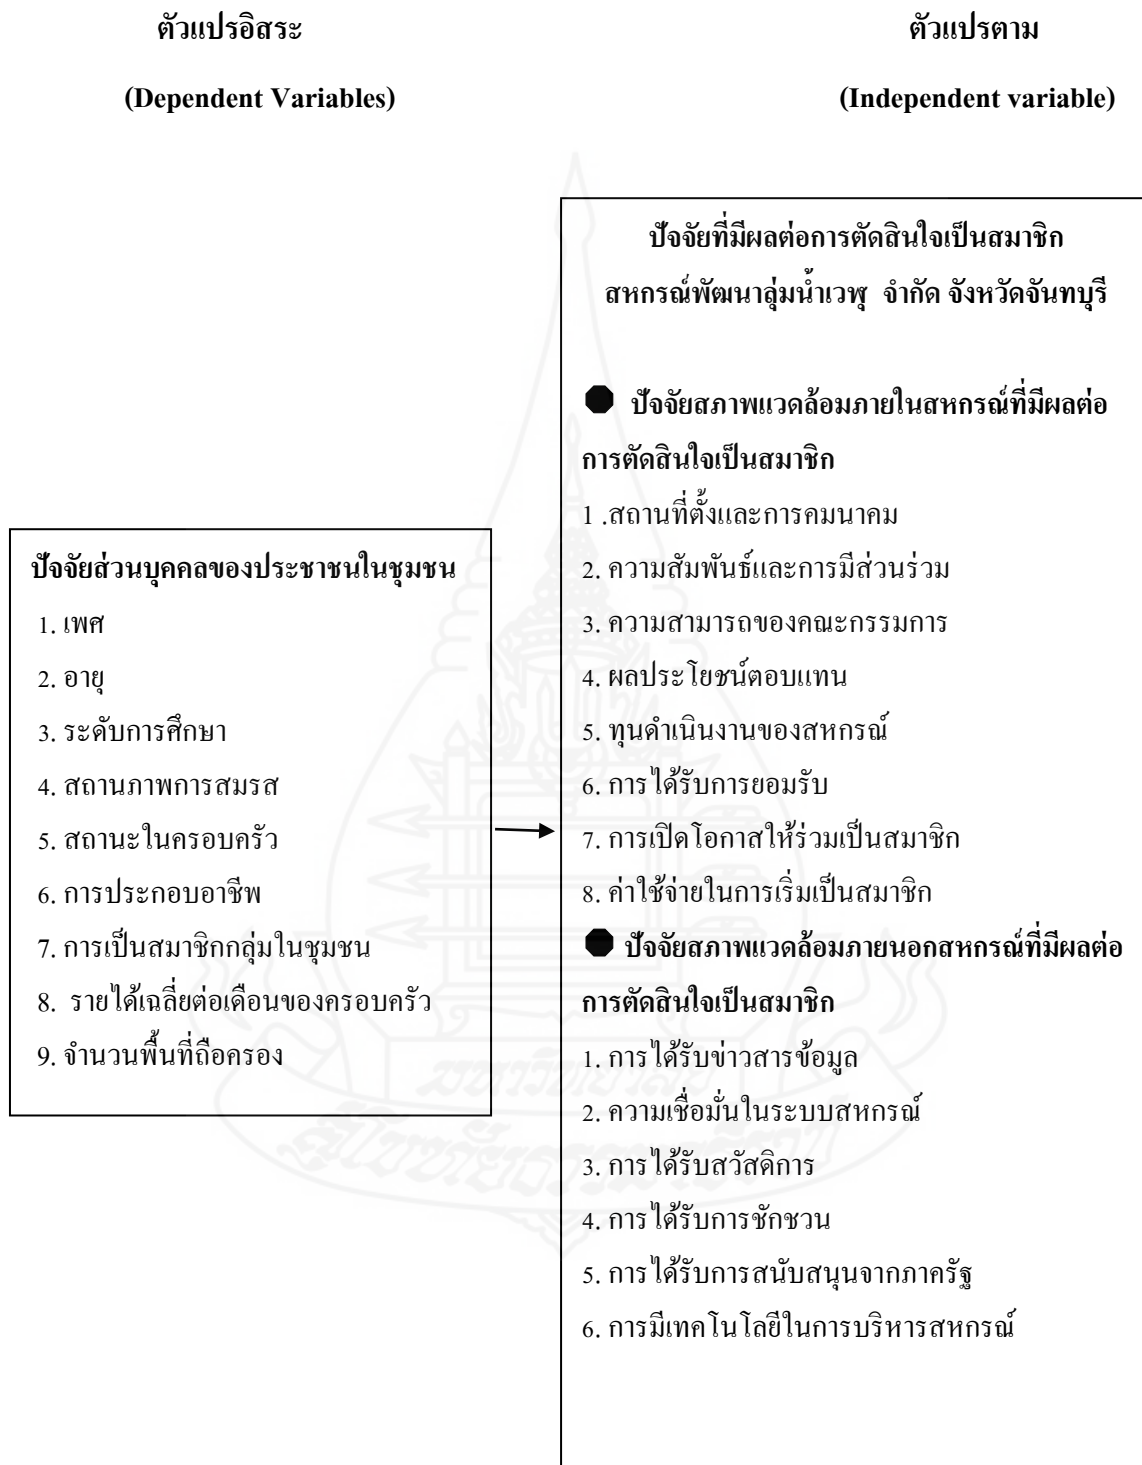 ตัวแปรอิสระ
(Dependent Variables)
ตัวแปรตาม
(Independent variable)
ปัจจัยส่วนบุคคลของประชาชนในชุมชน
1. เพศ
2. อายุ
3. ระดับการศึกษา
4. สถานภาพการสมรส
5. สถานะในครอบครัว
6. การประกอบอาชีพ
7. การเป็นสมาชิกกลุ่มในชุมชน
8. รายได้เฉลี่ยต่อเดือนของครอบครัว
9. จำนวนพื้นที่ถือครอง
ปัจจัยที่มีผลต่อการตัดสินใจเป็นสมาชิก
สหกรณ์พัฒนาลุ่มน้ำเวฬุ จำกัด จังหวัดจันทบุรี
ปัจจัยสภาพแวดล้อมภายในสหกรณ์ที่มีผลต่อ
การตัดสินใจเป็นสมาชิก
1 .สถานที่ตั้งและการคมนาคม
2. ความสัมพันธ์และการมีส่วนร่วม
3. ความสามารถของคณะกรรมการ
4. ผลประโยชน์ตอบแทน
5. ทุนดำเนินงานของสหกรณ์
6. การได้รับการยอมรับ
7. การเปิดโอกาสให้ร่วมเป็นสมาชิก
8. ค่าใช้จ่ายในการเริ่มเป็นสมาชิก
ปัจจัยสภาพแวดล้อมภายนอกสหกรณ์ที่มีผลต่อ
การตัดสินใจเป็นสมาชิก
1. การได้รับข่าวสารข้อมูล
2. ความเชื่อมั่นในระบบสหกรณ์
3. การได้รับสวัสดิการ
4. การได้รับการชักชวน
5. การได้รับการสนับสนุนจากภาครัฐ
6. การมีเทคโนโลยีในการบริหารสหกรณ์
มหาวิทยาลัย
สุโขทัยธรรมาธิราช